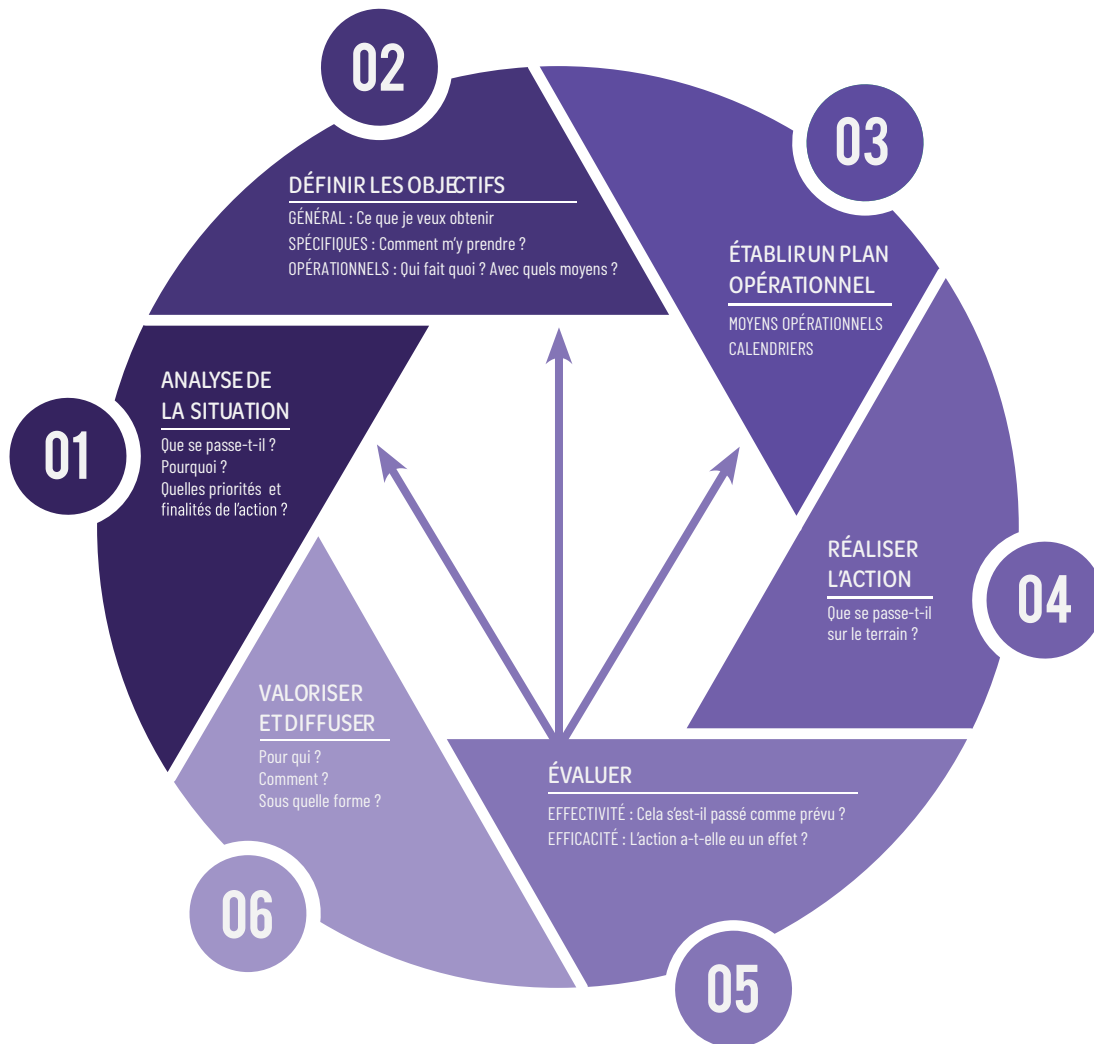 01
ANALYSE DE
LA SITUATION
Que se passe-t-il ?
Pourquoi ?
Quelles priorités et
finalités de l’action ?
02
DÉFINIR LES OBJECTIFS
GÉNÉRAL : Ce que je veux obtenir
SPÉCIFIQUES : Comment m’y prendre ?
OPÉRATIONNELS : Qui fait quoi ? Avec quels moyens ?
03
ÉTABLIR UN PLAN
OPÉRATIONNEL
MOYENS OPÉRATIONNELS
CALENDRIERS
04
RÉALISER
L’ACTION
Que se passe-t-il
sur le terrain ?
05
ÉVALUER
EFFECTIVITÉ : Cela s’est-il passé comme prévu ?
EFFICACITÉ : L’action a-t-elle eu un effet ?
06
VALORISER
ET DIFFUSER
Pour qui ?
Comment ?
Sous quelle forme ?